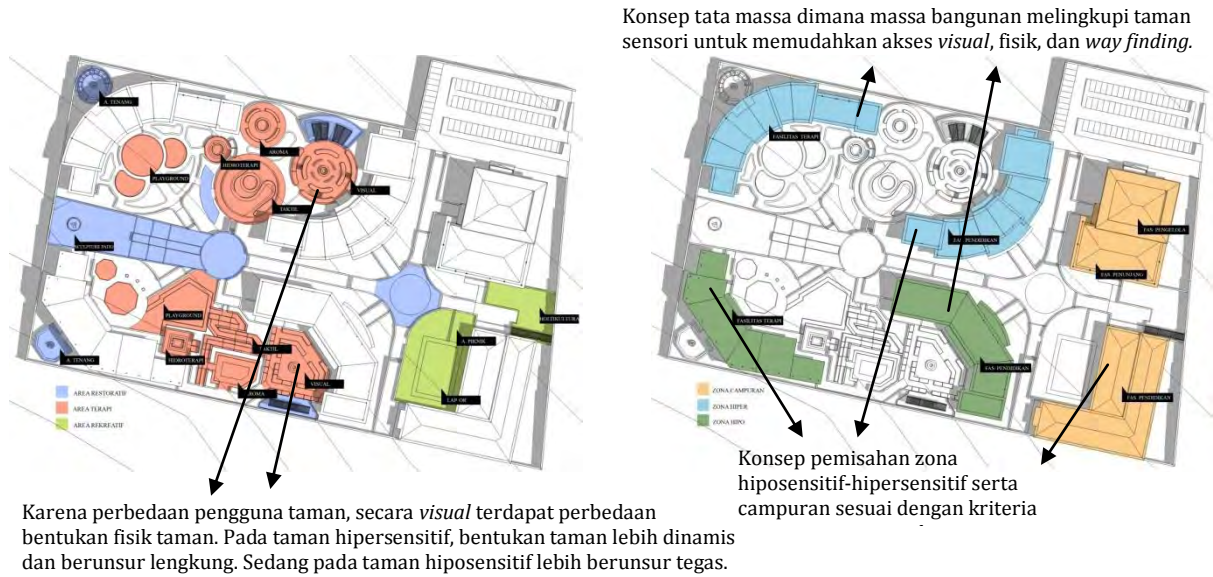 Konsep tata massa dimana massa bangunan melingkupi taman
sensori untuk memudahkan akses visual, fisik, dan way finding.
A. TENANG
AROMA
HIDROTERAPI
PLAYGROUND
VISUAL
TAKTIL
SCULPTURE PATIO
PLAYGROUND
HORTIKULTURA
A. PIKNIK
TAKTIL
A. TENANG
HIDROTERAPI
VISUAL
AROMA
LAP OR
AREA RESTORATIF
AREA TERAPI
AREA REKREATIF
FASILITAS TERAPI
FAS PENGELOLA
FAS PENDIDIKAN
FAS PENUNJANG
FASILITAS TERAPI
FAS PENDIDIKAN
FAS PENDIDIKAN
ZONA CAMPURAN
ZONA HIPER
ZONA HIPO
Konsep pemisahan zona
hiposensitif-hipersensitif serta
campuran sesuai dengan kriteria
Karena perbedaan pengguna taman, secara visual terdapat perbedaan
bentukan fisik taman. Pada taman hipersensitif, bentukan taman lebih dinamis
dan berunsur lengkung. Sedang pada taman hiposensitif lebih berunsur tegas.